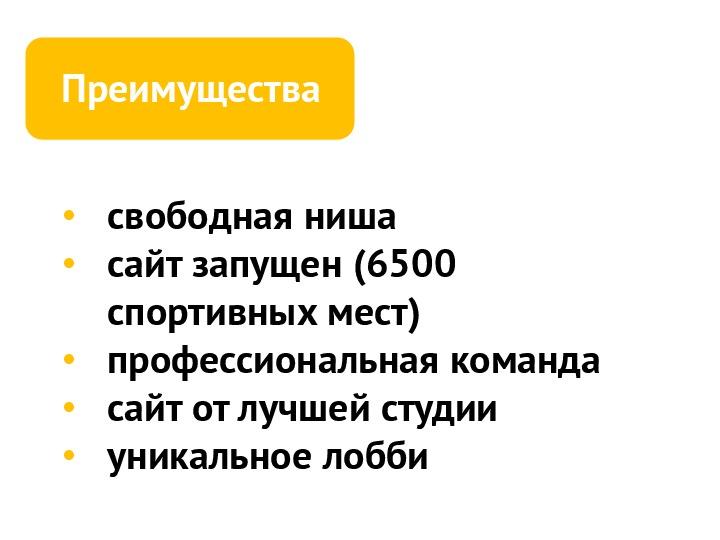 Преимущества
• свободная ниша
• сайт запущен (6500
спортивных мест)
• профессиональная команда
• сайт от лучшей студии
• уникальное лобби